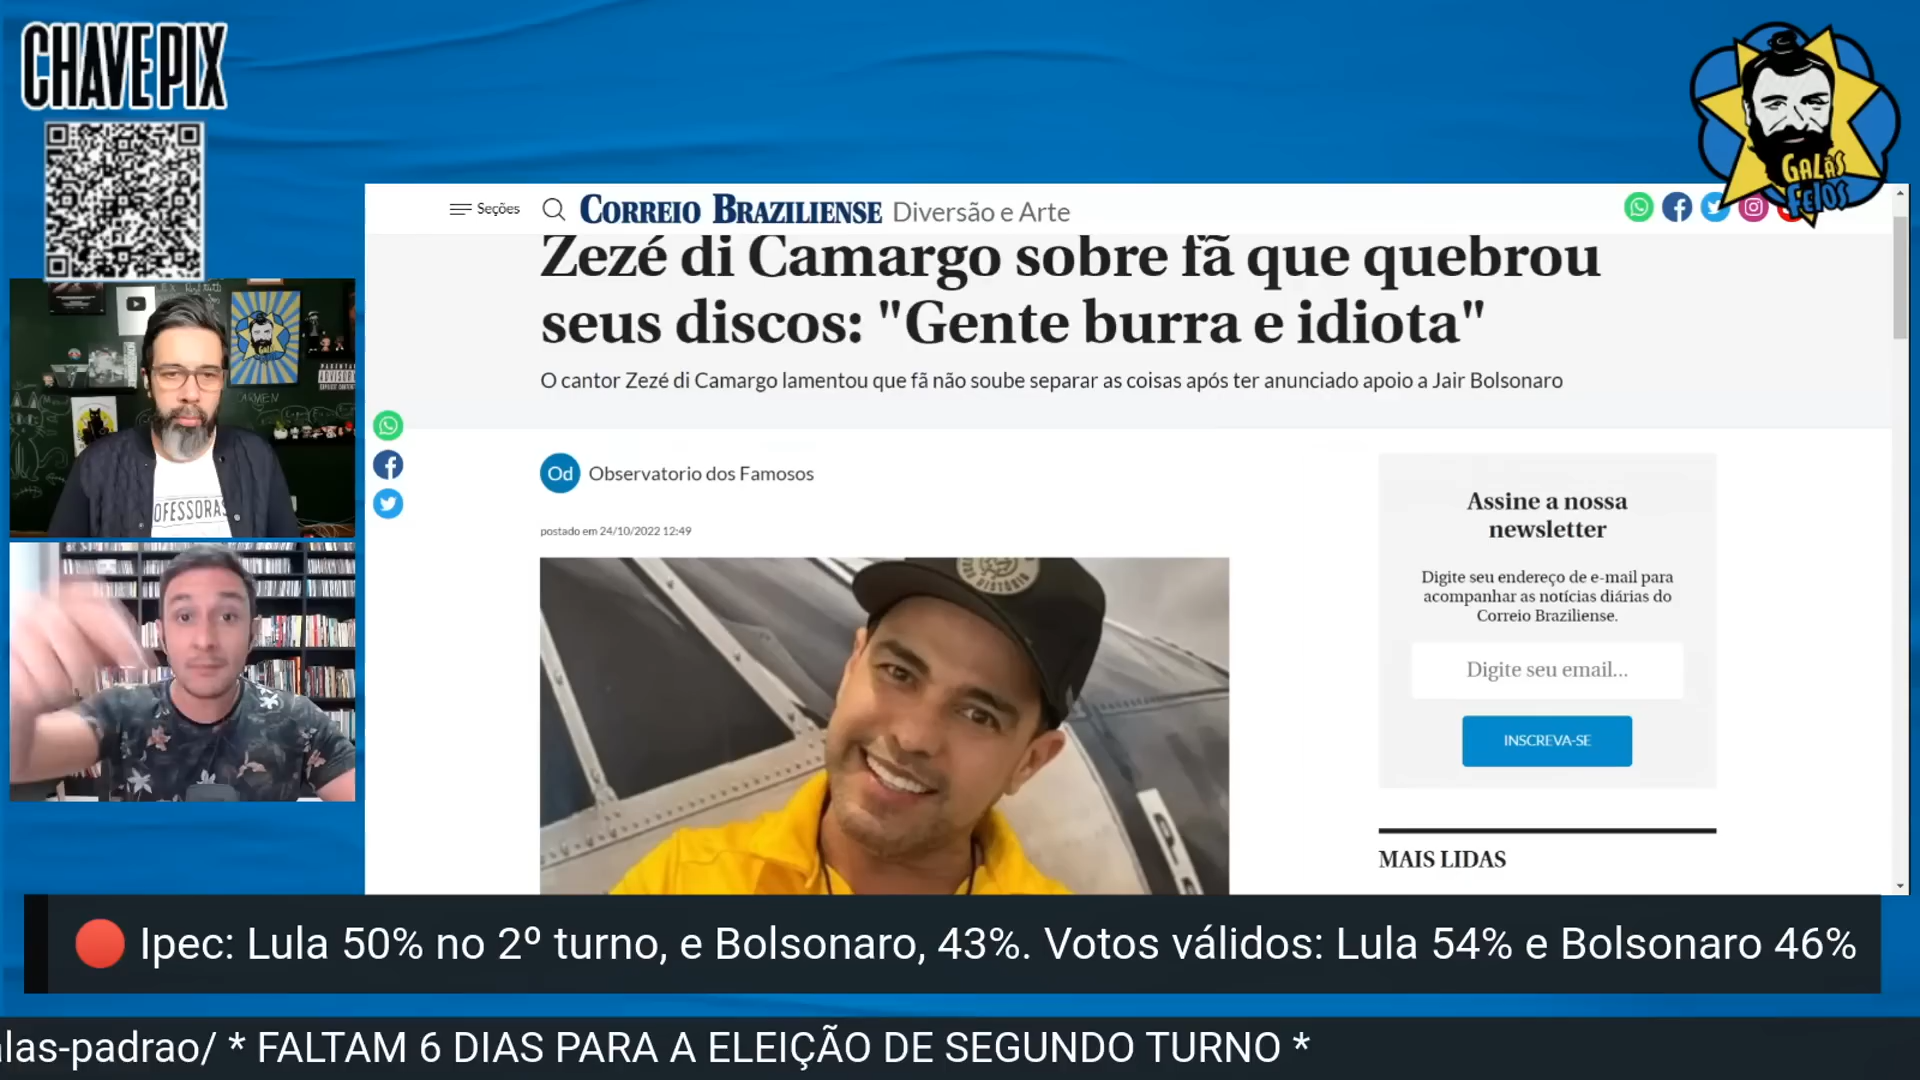 CHAVE PIX
GALÃS
FEIOS
Seções
CORREIO BRAZILIENSE Diversão e Arte
Zezé di Camargo sobre fã que quebrou
seus discos: "Gente burra e idiota"
O cantor Zezé di Camargo lamentou que fã não soube separar as coisas após ter anunciado apoio a Jair Bolsonaro
Od Observatorio dos Famosos
postado em 24/10/2022 12:49
Assine a nossa
newsletter
Digite seu endereço de e-mail para
acompanhar as notícias diárias do
Correio Braziliense.
Digite seu email...
INSCREVA-SE
MAIS LIDAS
CARMEN
OFESSORAS
Ipec: Lula 50% no 2º turno, e Bolsonaro, 43%. Votos válidos: Lula 54% e Bolsonaro 46%
las-padrao/ * FALTAM 6 DIAS PARA A ELEIÇÃO DE SEGUNDO TURNO *